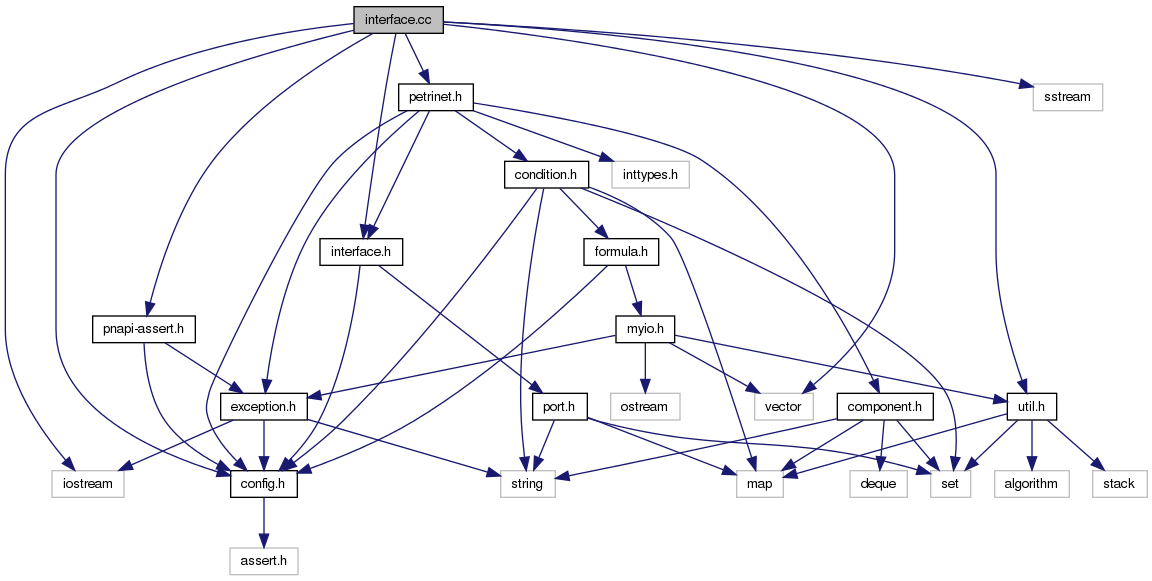 interface.cc
petrinet.h
sstream
condition.h
inttypes.h
interface.h
formula.h
pnapi-assert.h
myio.h
exception.h
port.h
ostream
vector
component.h
util.h
iostream
config.h
string
map
deque
set
algorithm
stack
assert.h